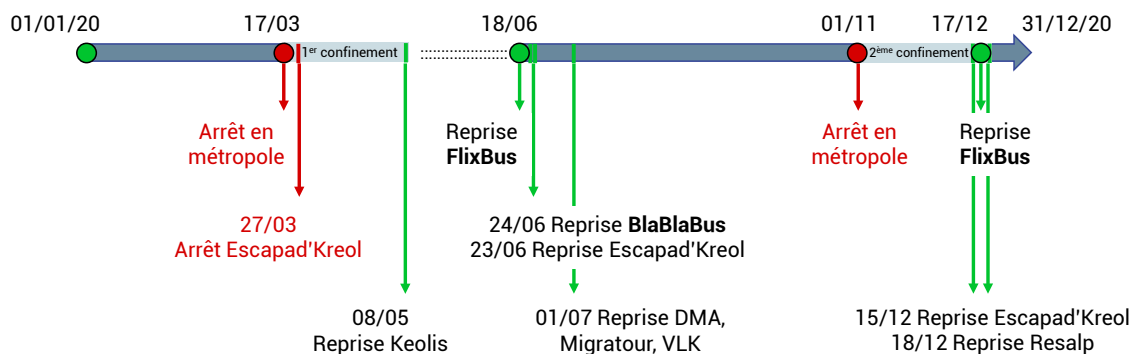 01/01/20
17/03
18/06
01/11
17/12
31/12/20
1er confinement
2ème confinement
Arrêt en
métropole
Reprise
FlixBus
Arrêt en
métropole
Reprise
FlixBus
27/03
Arrêt Escapad'Kreol
24/06 Reprise BlaBlaBus
23/06 Reprise Escapad'Kreol
08/05
Reprise Keolis
01/07 Reprise DMA,
Migratour, VLK
15/12 Reprise Escapad'Kreol
18/12 Reprise Resalp